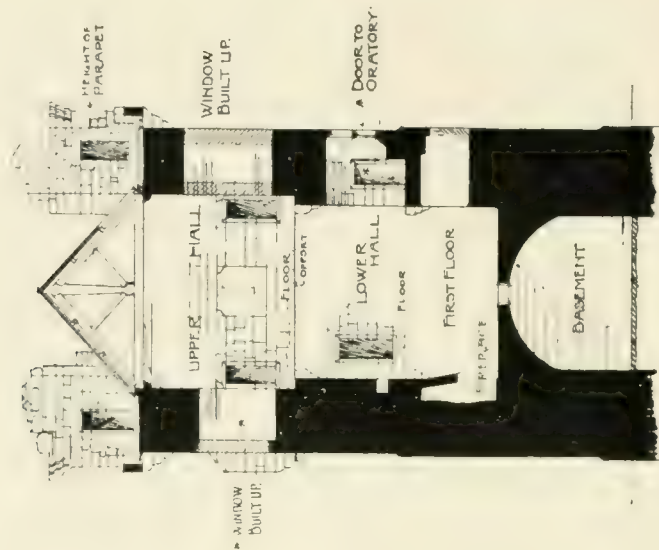 HEIGHT OF
PARAPET
WINDOW
BUILT UP.
UPPER HALL
WINDOW
BUILT UP.
FLOOR
DOOR TO
ORATORY.
LOWER
HALL
FLOOR
FIRST FLOOR
FIREPLACE
BASEMENT